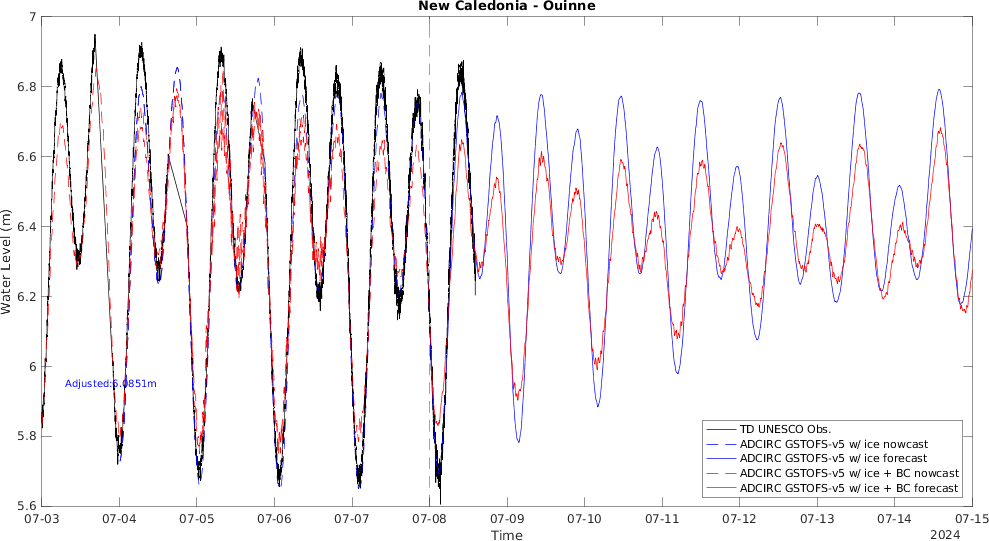 New Caledonia - Ouinne
7
6.8
6.6
6.4
6.2
6
5.8
5.6
Water Level (m)
Adjusted:6.0851m
TD UNESCO Obs.
ADCIRC GSTOFS-v5 w/ ice nowcast
ADCIRC GSTOFS-v5 w/ ice forecast
ADCIRC GSTOFS-v5 w/ ice + BC nowcast
ADCIRC GSTOFS-v5 w/ ice + BC forecast
07-03 07-04 07-05 07-06 07-07 07-08 07-09 07-10 07-11 07-12 07-13 07-14 07-15
Time
2024